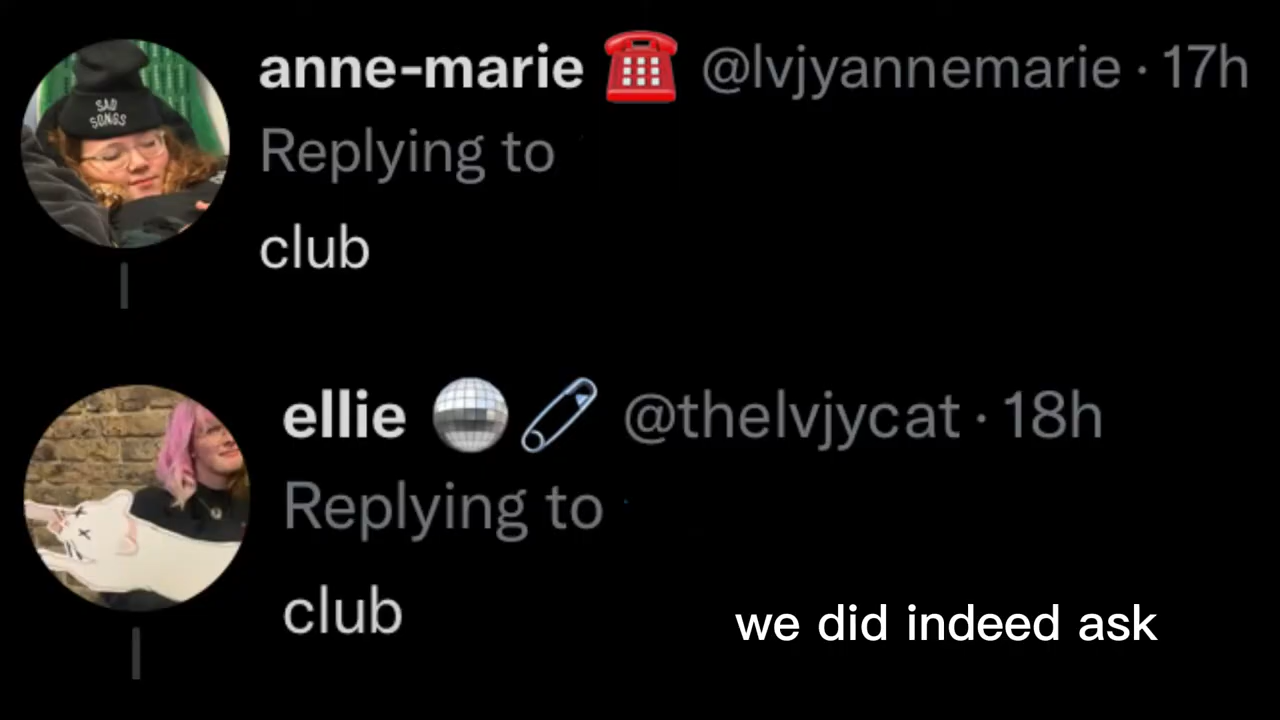 anne-marie ☎️ @lvjyannemarie · 17h
SAD
SONGS
Replying to
club
ellie 🪩🧷 @thelvjycat · 18h
Replying to
club
we did indeed ask